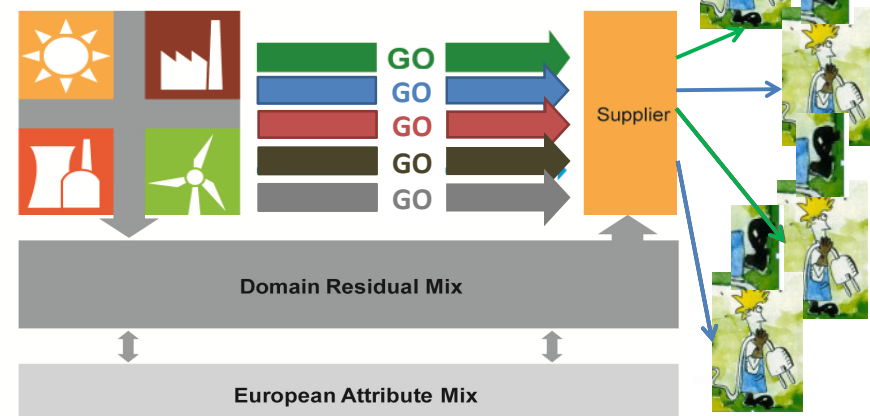 GO
GO
GO
GO
GO
Supplier
Domain Residual Mix
European Attribute Mix